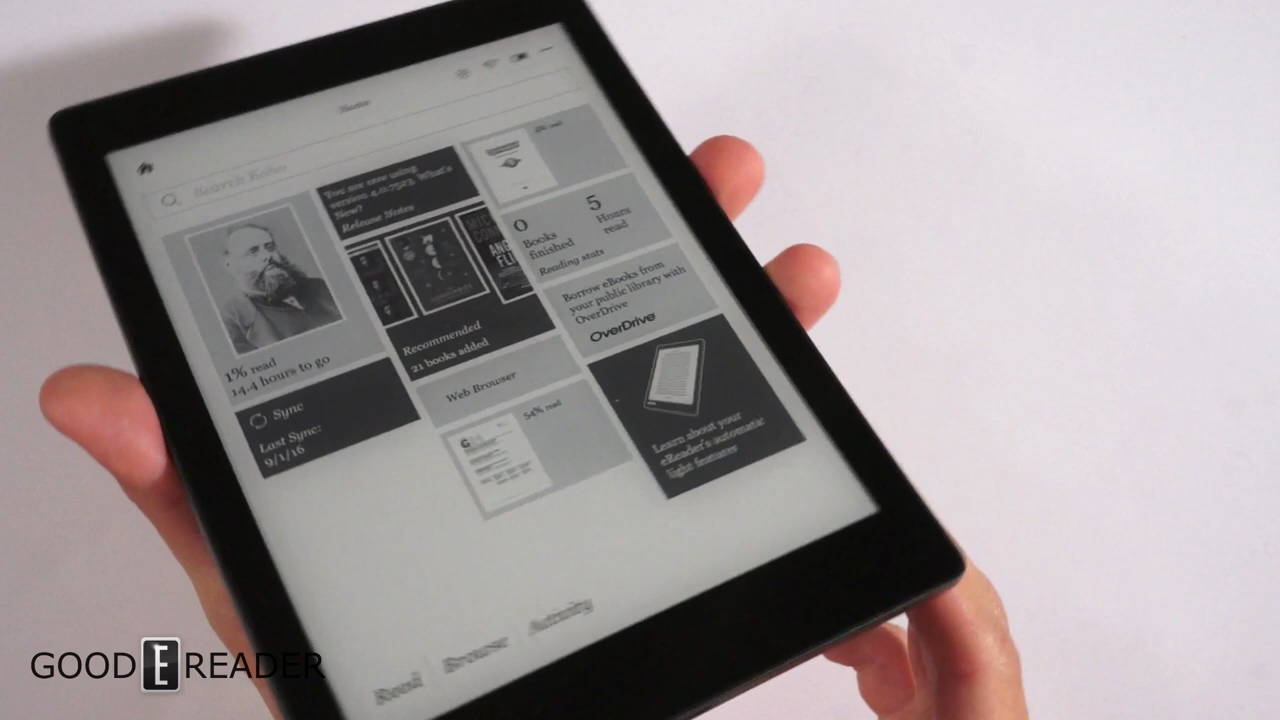 Home
Search Kobo
1% read
14.4 hours to go
Sync
Last Sync:
9/1/16
You are now using
version 4.0.7523. What's
New?
Release Notes
Recommended
21 books added
Web Browser
54% read
0
Books
finished
5
Hours
read
Reading stats
Borrow eBooks from
your public library with
OverDrive
OverDrive
Learn about your
eReader's automatic
light features
Read
Browse
Activity
GOOD E READER